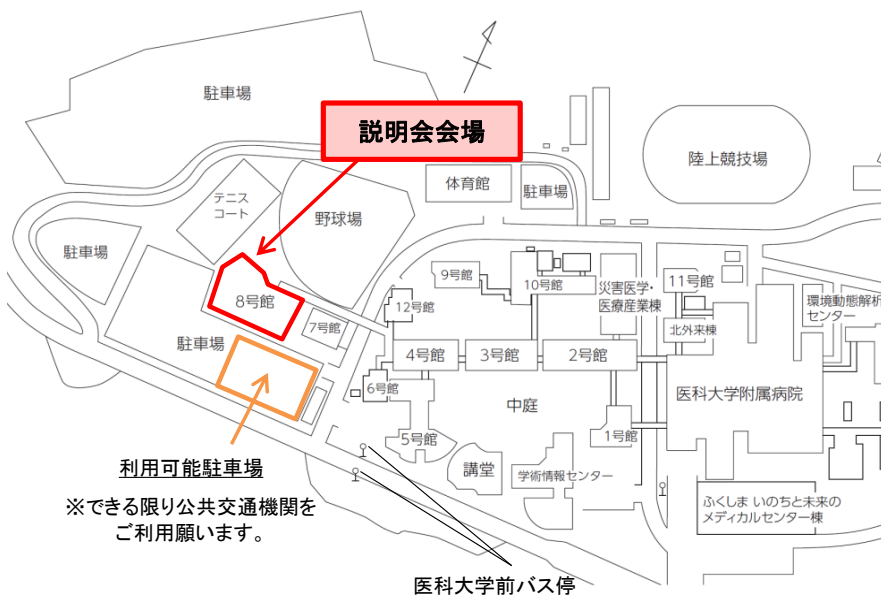 駐車場
説明会会場
陸上競技場
体育館
駐車場
テニス
コート
野球場
駐車場
9号館
10号館
災害医学・
医療産業棟
11号館
8号館
12号館
環境動態解析
センター
7号館
北外来棟
駐車場
4号館
3号館
2号館
6号館
中庭
医科大学附属病院
5号館
1号館
利用可能駐車場
講堂
学術情報センター
※できる限り公共交通機関を
ご利用願います。
ふくしま いのちと未来の
メディカルセンター棟
医科大学前バス停